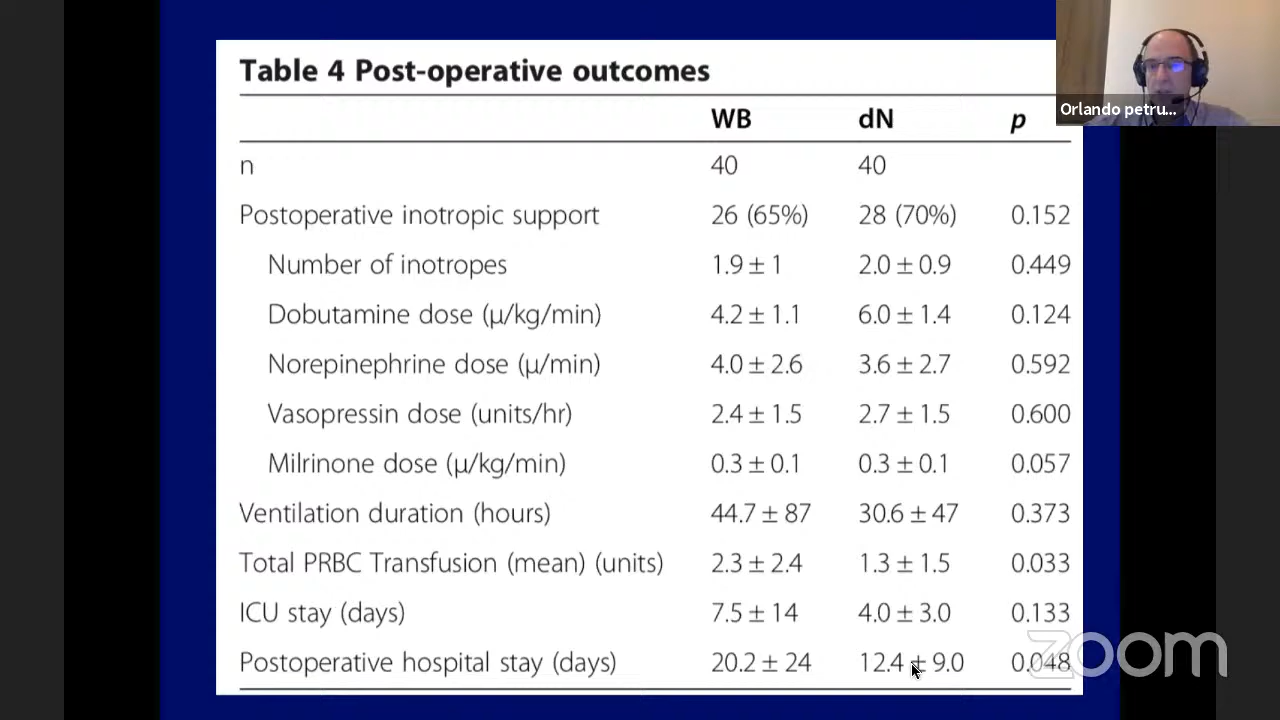 Table 4 Post-operative outcomes
WB dN p
n 40 40
Postoperative inotropic support 26 (65%) 28 (70%) 0.152
Number of inotropes 1.9 ± 1 2.0 ± 0.9 0.449
Dobutamine dose (μ/kg/min) 4.2 ± 1.1 6.0 ± 1.4 0.124
Norepinephrine dose (μ/min) 4.0 ± 2.6 3.6 ± 2.7 0.592
Vasopressin dose (units/hr) 2.4 ± 1.5 2.7 ± 1.5 0.600
Milrinone dose (μ/kg/min) 0.3 ± 0.1 0.3 ± 0.1 0.057
Ventilation duration (hours) 44.7 ± 87 30.6 ± 47 0.373
Total PRBC Transfusion (mean) (units) 2.3 ± 2.4 1.3 ± 1.5 0.033
ICU stay (days) 7.5 ± 14 4.0 ± 3.0 0.133
Postoperative hospital stay (days) 20.2 ± 24 12.4 ± 9.0 0.048
Orlando petru...
zoom